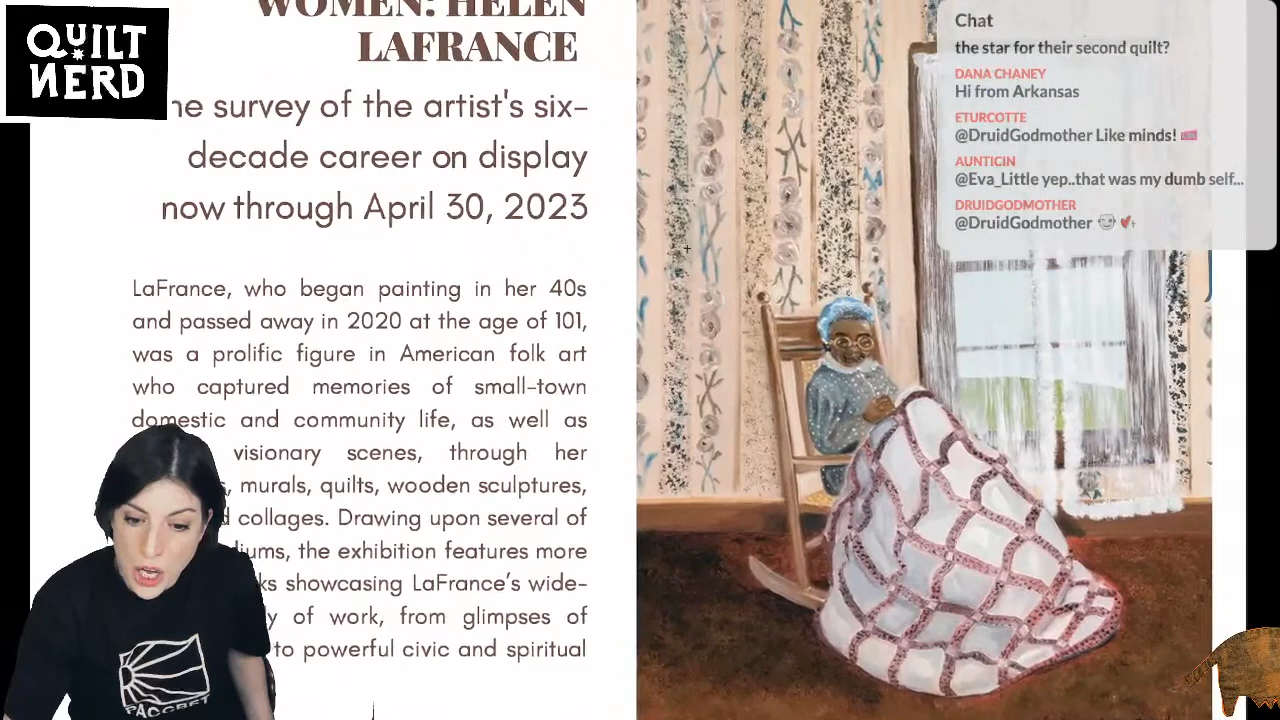 QUILT
NERD
WOMEN: HELEN
LAFRANCE
he survey of the artist's six-
decade career on display
now through April 30, 2023
LaFrance, who began painting in her 40s
and passed away in 2020 at the age of 101,
was a prolific figure in American folk art
who captured memories of small-town
domestic and community life, as well as
visionary scenes, through her
, murals, quilts, wooden sculptures,
collages. Drawing upon several of
the exhibition features more
showcasing LaFrance's wide-
of work, from glimpses of
to powerful civic and spiritual
Chat
the star for their second quilt?
DANA CHANEY
Hi from Arkansas
ETURCOTTE
@DruidGodmother Like minds!
AUNTICIN
@Eva_Little yep..that was my dumb self...
DRUIDGODMOTHER
@DruidGodmother